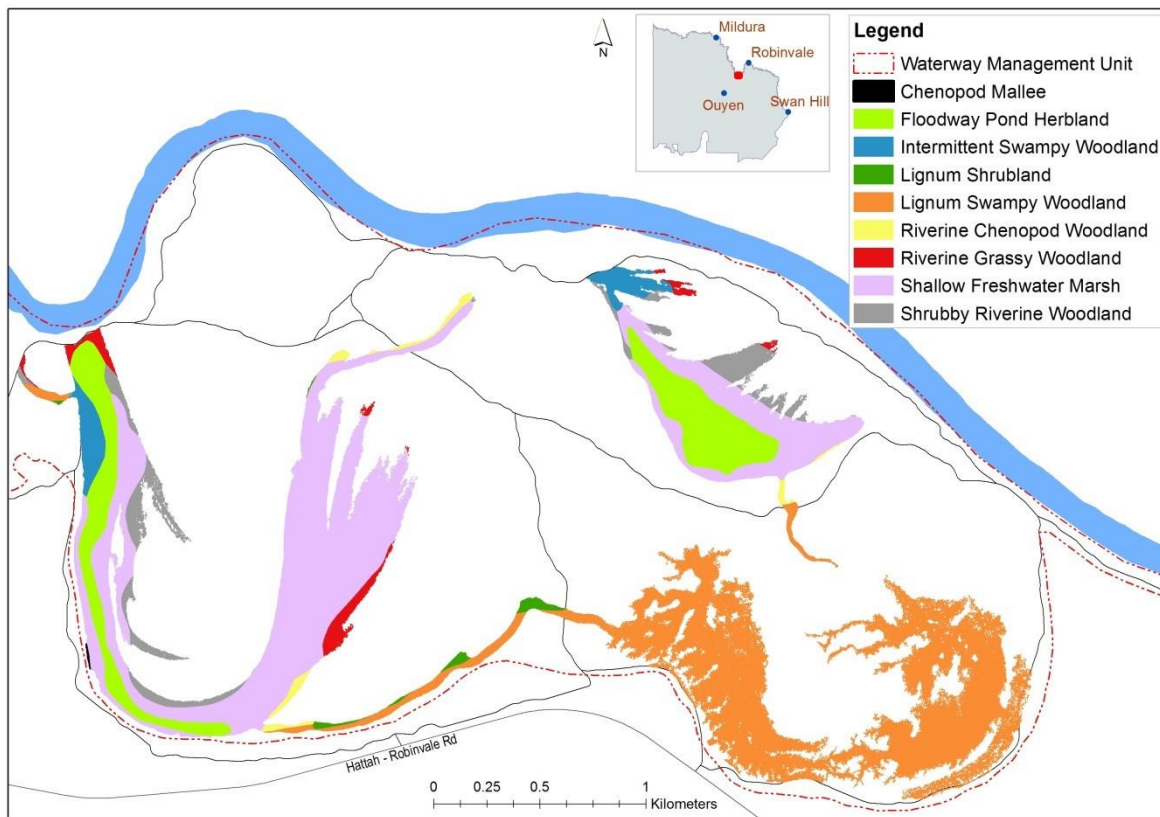 N
Mildura
Robinvale
Ouyen
Swan Hill
Legend
Waterway Management Unit
Chenopod Mallee
Floodway Pond Herbland
Intermittent Swampy Woodland
Lignum Shrubland
Lignum Swampy Woodland
Riverine Chenopod Woodland
Riverine Grassy Woodland
Shallow Freshwater Marsh
Shrubby Riverine Woodland
Hattah - Robinvale Rd
0 0.25 0.5 1
Kilometers